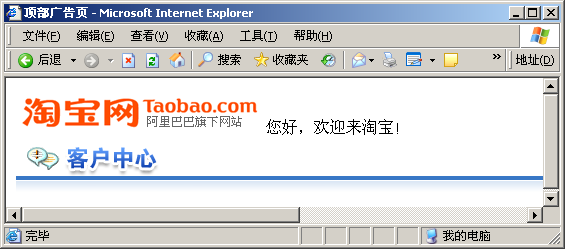 顶部广告页 - Microsoft Internet Explorer
文件(F) 编辑(E) 查看(V) 收藏(A) 工具(T) 帮助(H)
后退 搜索 收藏夹 » 地址(D)
淘宝网 Taobao.com
阿里巴巴旗下网站
您好，欢迎来淘宝!
客户中心
完毕 我的电脑